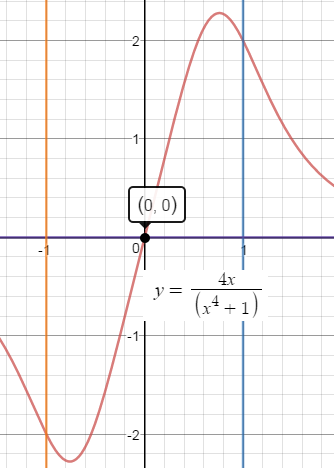 2
1
(0, 0)
-1 0 1
y = 4x / (x^4 + 1)
-1
-2